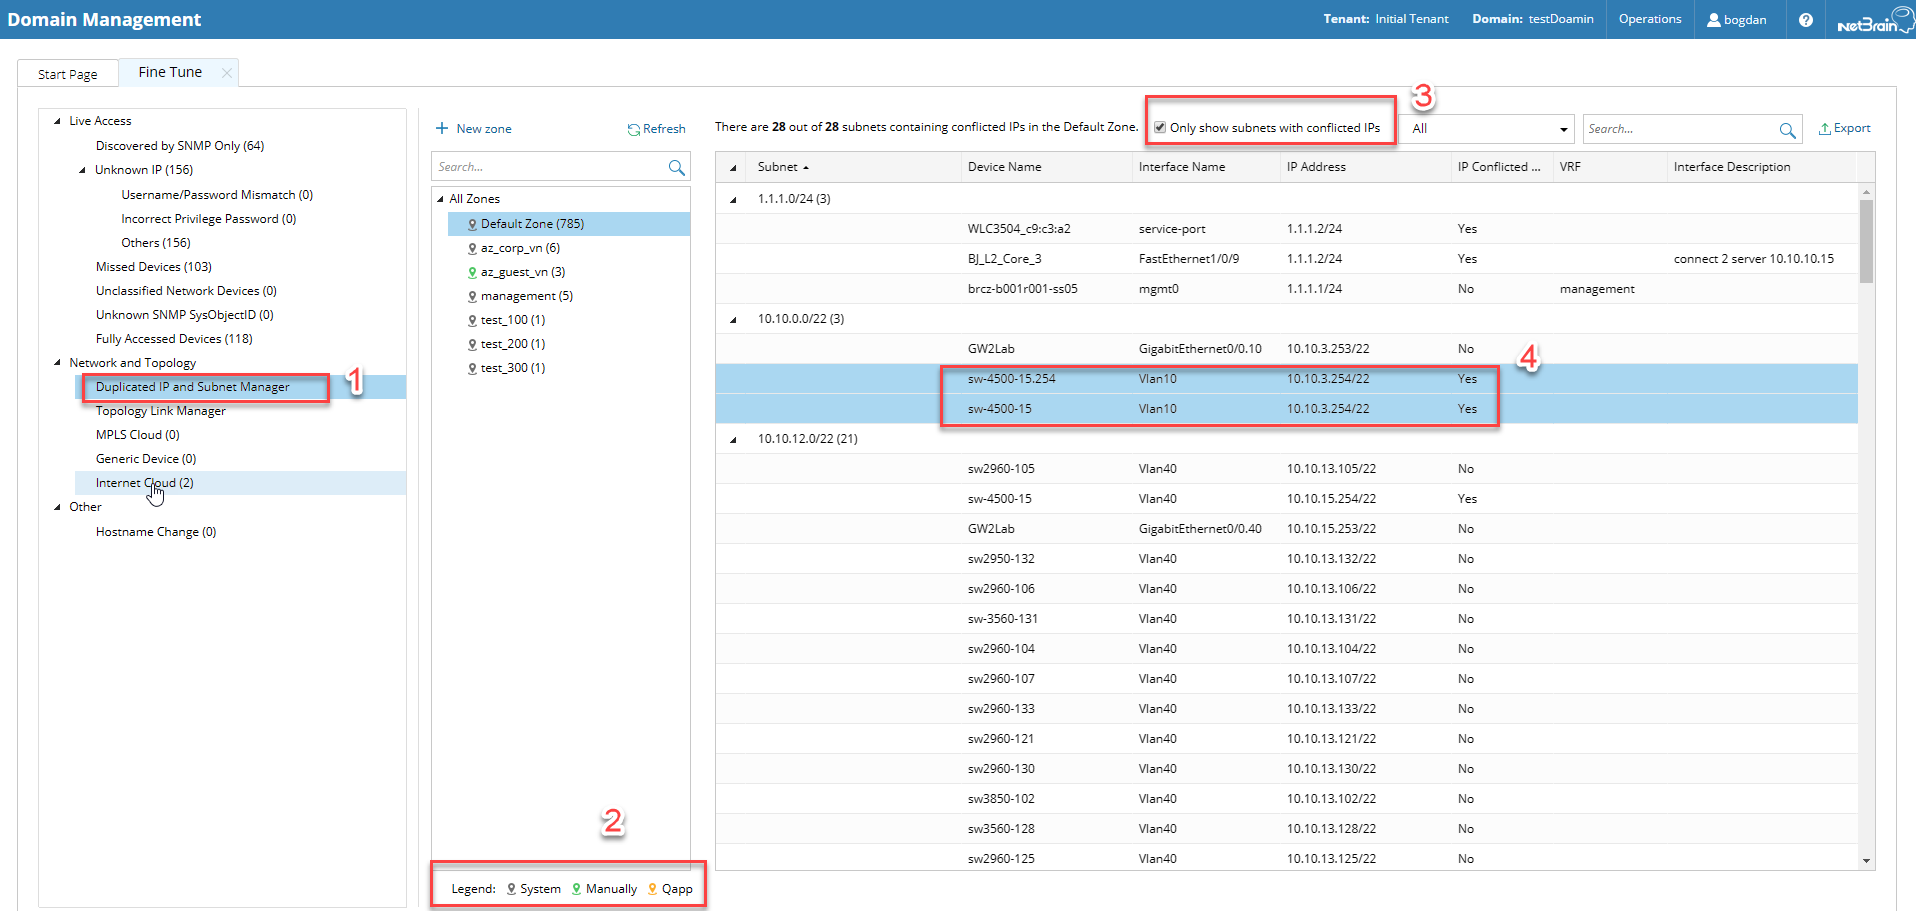 Domain Management
Tenant: Initial Tenant Domain: testDoamin Operations bogdan ? NetBrain
Start Page Fine Tune
Live Access
Discovered by SNMP Only (64)
Unknown IP (156)
Username/Password Mismatch (0)
Incorrect Privilege Password (0)
Others (156)
Missed Devices (103)
Unclassified Network Devices (0)
Unknown SNMP SysObjectID (0)
Fully Accessed Devices (118)
Network and Topology
Duplicated IP and Subnet Manager
1
Topology Link Manager
MPLS Cloud (0)
Generic Device (0)
Internet Cloud (2)
Other
Hostname Change (0)
New zone Refresh
Search...
All Zones
Default Zone (785)
az_corp_vn (6)
az_guest_vn (3)
management (5)
test_100 (1)
test_200 (1)
test_300 (1)
2
Legend: System Manually Qapp
There are 28 out of 28 subnets containing conflicted IPs in the Default Zone. Only show subnets with conflicted IPs All Search... Export
3
Subnet Device Name Interface Name IP Address IP Conflicted ... VRF Interface Description
1.1.1.0/24 (3)
WLC3504_c9:c3:a2 service-port 1.1.1.2/24 Yes
BJ_L2_Core_3 FastEthernet1/0/9 1.1.1.2/24 Yes connect 2 server 10.10.10.15
brcz-b001r001-ss05 mgmt0 1.1.1.1/24 No management
10.10.0.0/22 (3)
GW2Lab GigabitEthernet0/0.10 10.10.3.253/22 No
4
sw-4500-15.254 Vlan10 10.10.3.254/22 Yes
sw-4500-15 Vlan10 10.10.3.254/22 Yes
10.10.12.0/22 (21)
sw2960-105 Vlan40 10.10.13.105/22 No
sw-4500-15 Vlan40 10.10.15.254/22 Yes
GW2Lab GigabitEthernet0/0.40 10.10.15.253/22 No
sw2950-132 Vlan40 10.10.13.132/22 No
sw2960-106 Vlan40 10.10.13.106/22 No
sw-3560-131 Vlan40 10.10.13.131/22 No
sw2960-104 Vlan40 10.10.13.104/22 No
sw2960-107 Vlan40 10.10.13.107/22 No
sw2960-133 Vlan40 10.10.13.133/22 No
sw2960-121 Vlan40 10.10.13.121/22 No
sw2960-130 Vlan40 10.10.13.130/22 No
sw3850-102 Vlan40 10.10.13.102/22 No
sw3560-128 Vlan40 10.10.13.128/22 No
sw2960-125 Vlan40 10.10.13.125/22 No